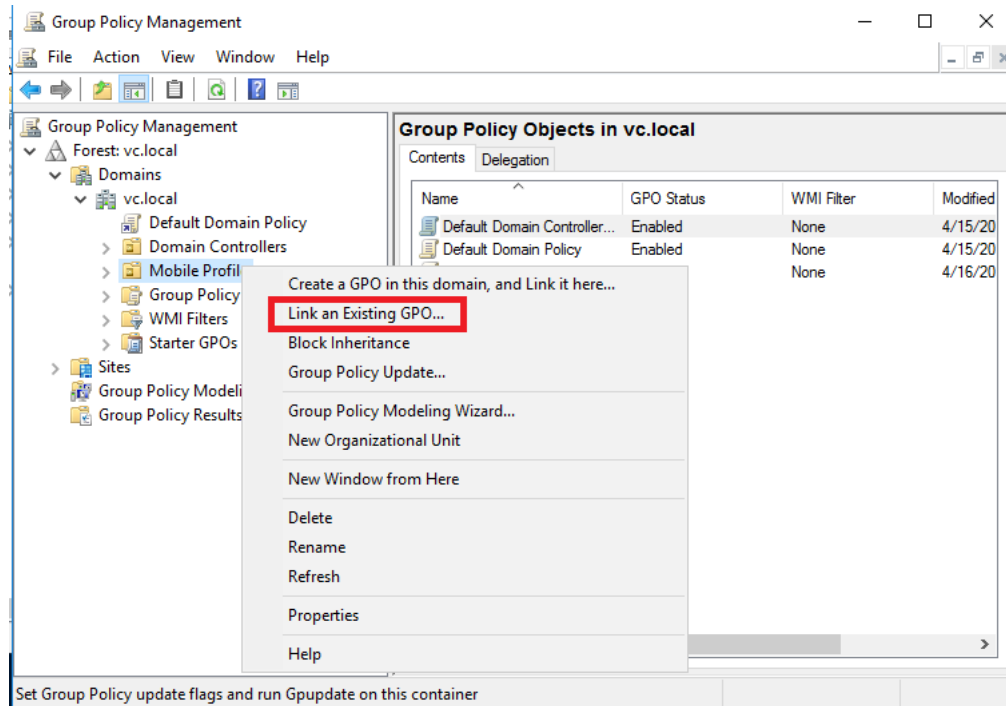 Group Policy Management
File Action View Window Help
Group Policy Management
Forest: vc.local
Domains
vc.local
Default Domain Policy
Domain Controllers
Mobile Profil
Group Policy
WMI Filters
Starter GPOs
Sites
Group Policy Modeli
Group Policy Results
Group Policy Objects in vc.local
Contents Delegation
Name GPO Status WMI Filter Modified
Default Domain Controller... Enabled None 4/15/20
Default Domain Policy Enabled None 4/15/20
None 4/16/20
Create a GPO in this domain, and Link it here...
Link an Existing GPO...
Block Inheritance
Group Policy Update...
Group Policy Modeling Wizard...
New Organizational Unit
New Window from Here
Delete
Rename
Refresh
Properties
Help
Set Group Policy update flags and run Gpupdate on this container